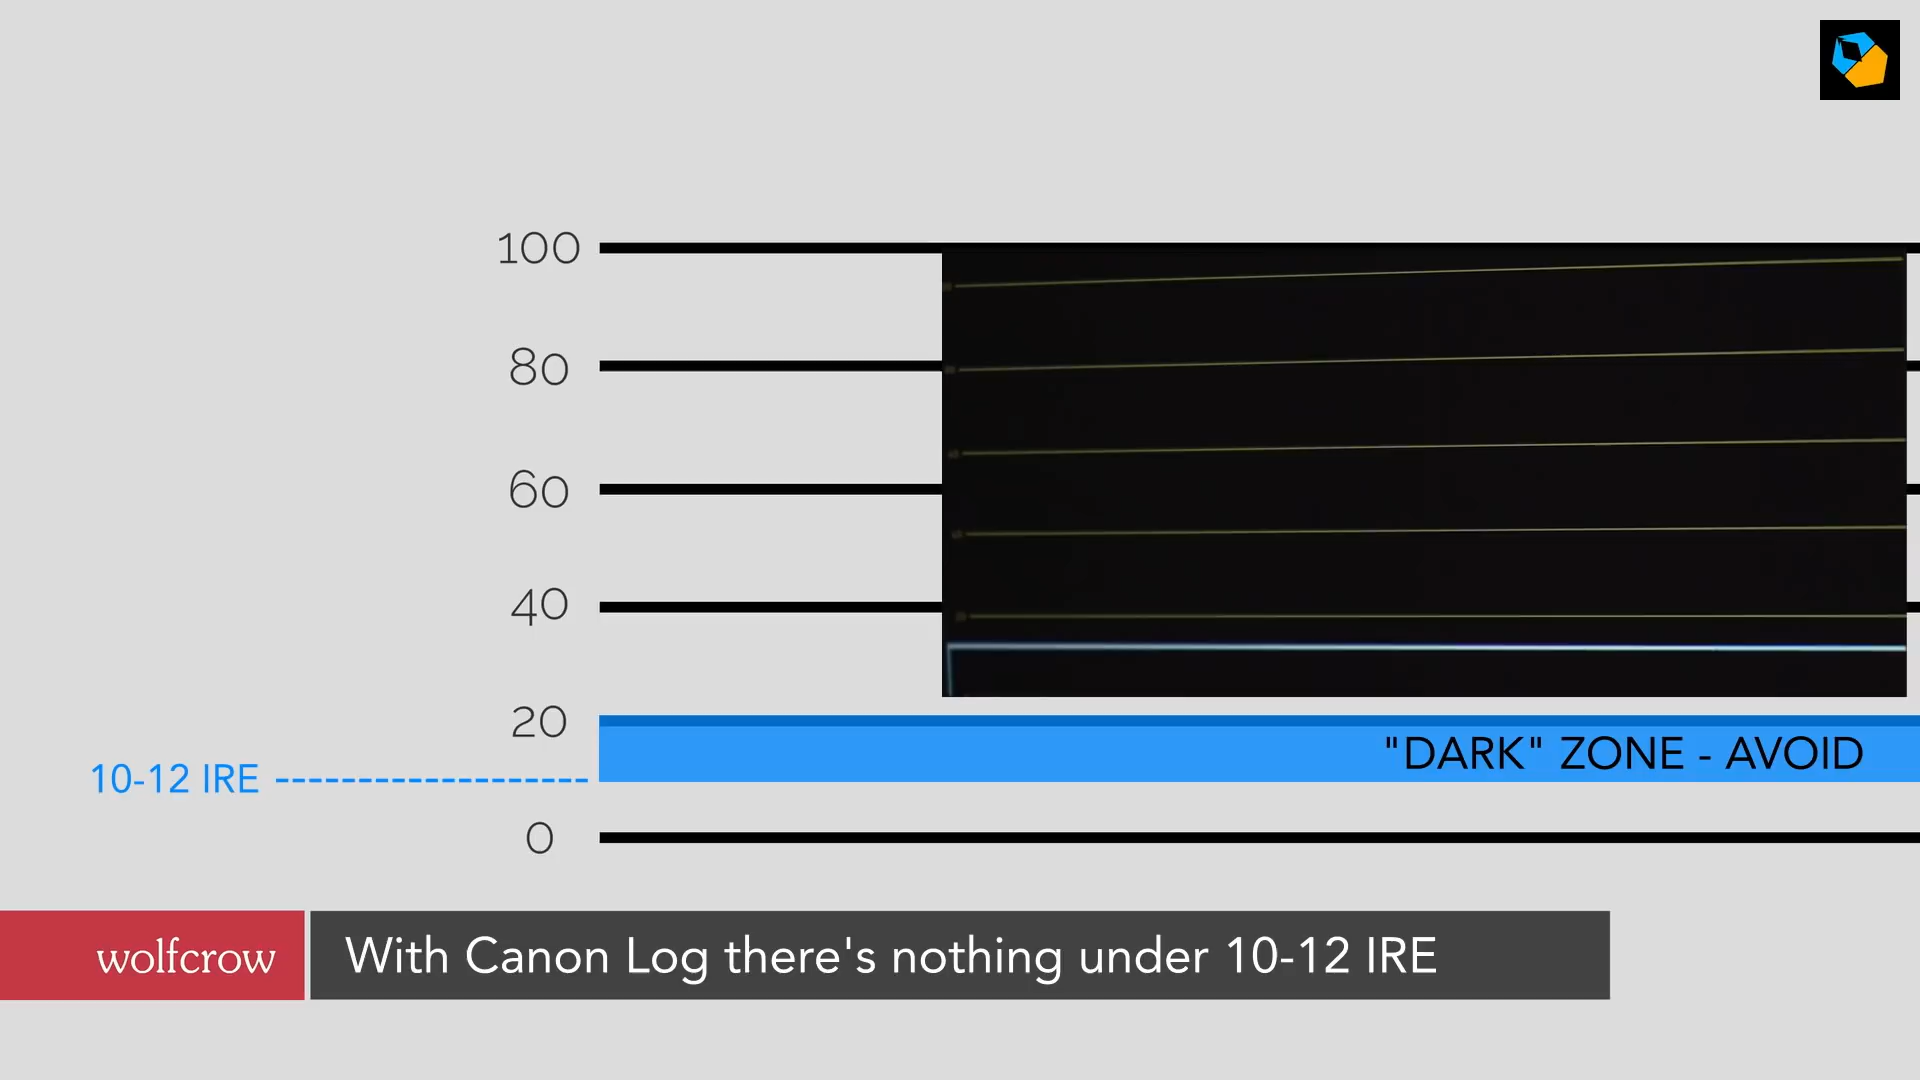 100
80
60
40
20
"DARK" ZONE - AVOID
10-12 IRE
0
wolfcrow
With Canon Log there's nothing under 10-12 IRE